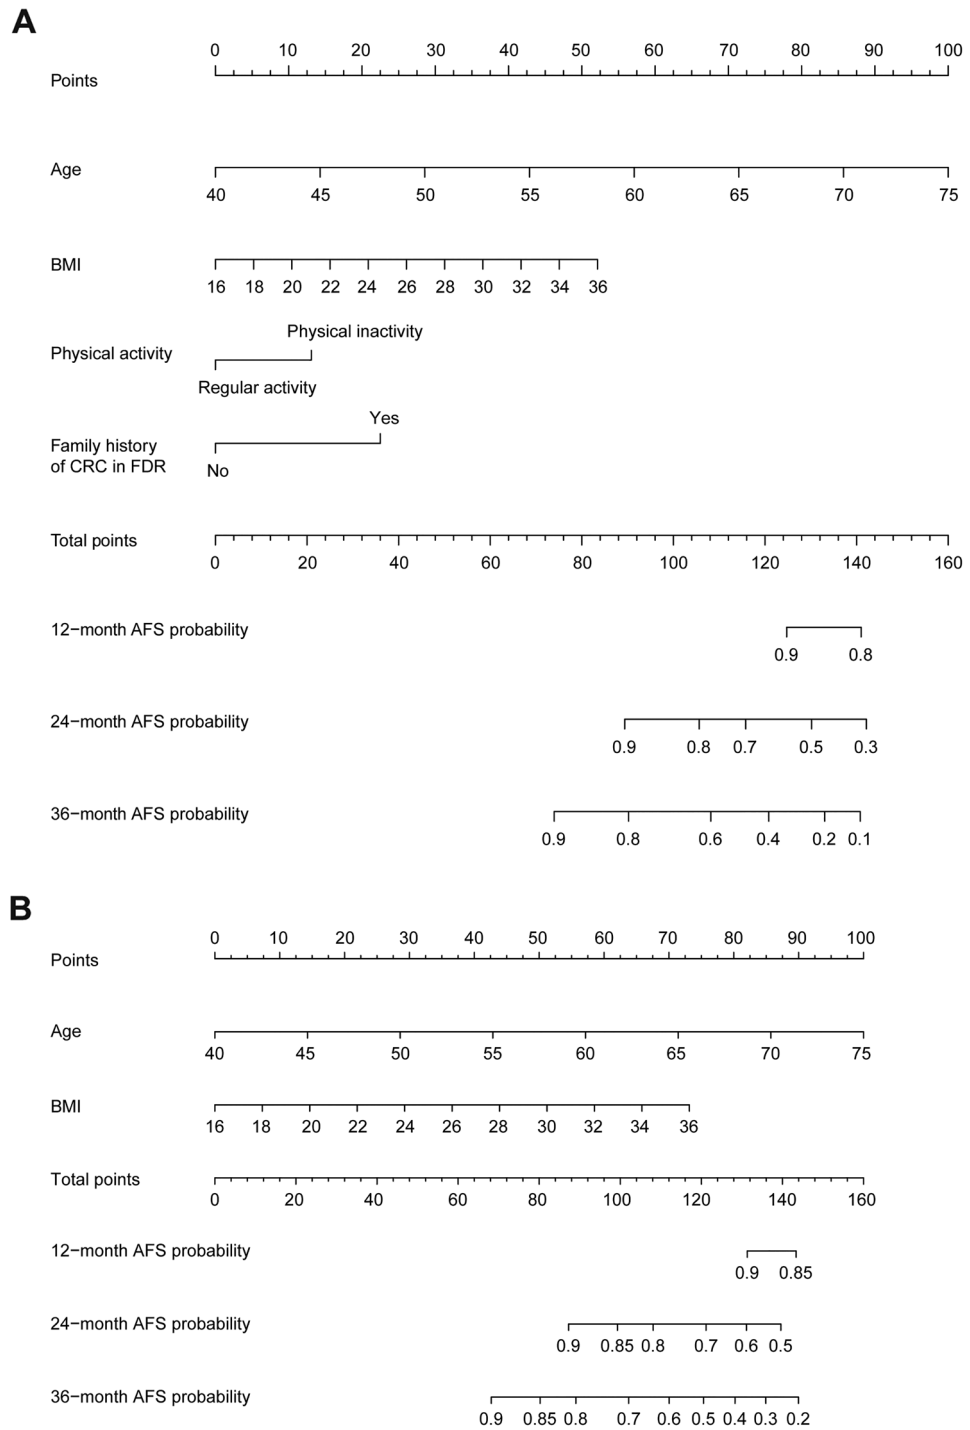 A
0 10 20 30 40 50 60 70 80 90 100
Points
Age
40 45 50 55 60 65 70 75
BMI
16 18 20 22 24 26 28 30 32 34 36
Physical inactivity
Physical activity
Regular activity
Yes
Family history
of CRC in FDR
No
Total points
0 20 40 60 80 100 120 140 160
12−month AFS probability
0.9 0.8
24−month AFS probability
0.9 0.8 0.7 0.5 0.3
36−month AFS probability
0.9 0.8 0.6 0.4 0.2 0.1
B
0 10 20 30 40 50 60 70 80 90 100
Points
Age
40 45 50 55 60 65 70 75
BMI
16 18 20 22 24 26 28 30 32 34 36
Total points
0 20 40 60 80 100 120 140 160
12−month AFS probability
0.9 0.85
24−month AFS probability
0.9 0.85 0.8 0.7 0.6 0.5
36−month AFS probability
0.9 0.85 0.8 0.7 0.6 0.5 0.4 0.3 0.2